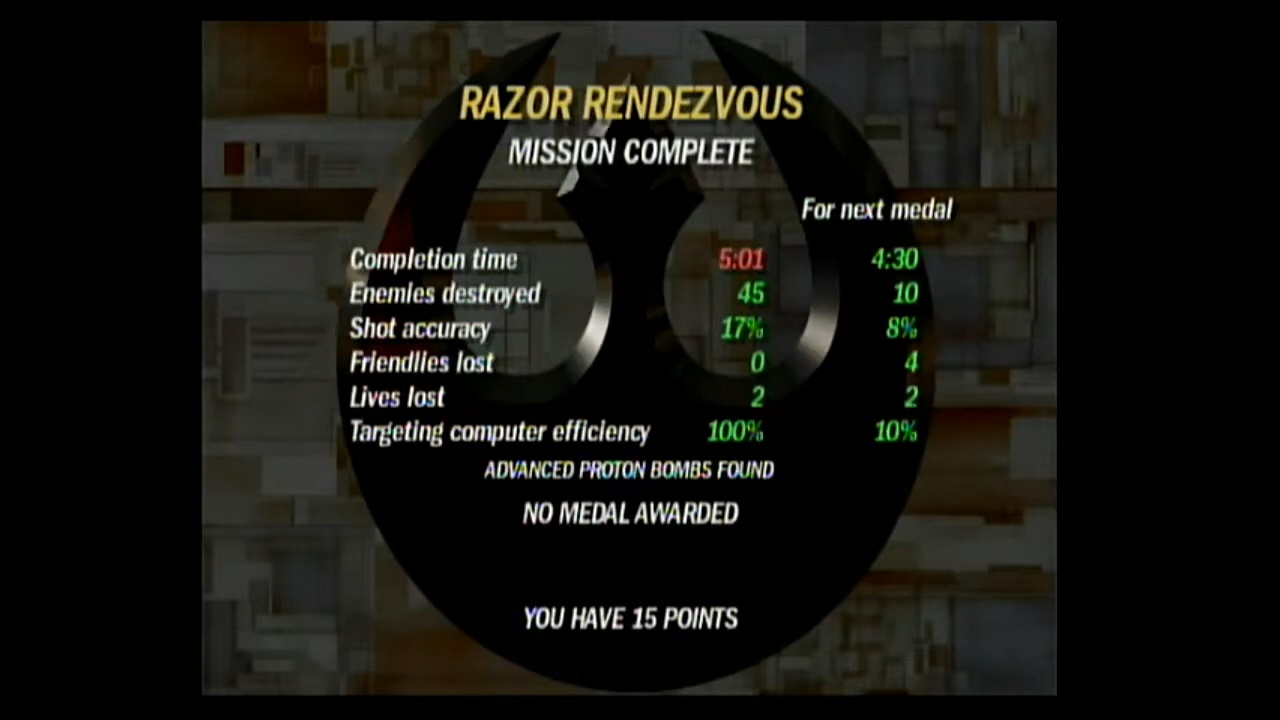 RAZOR RENDEZVOUS
MISSION COMPLETE
For next medal
Completion time 5:01 4:30
Enemies destroyed 45 10
Shot accuracy 17% 8%
Friendlies lost 0 4
Lives lost 2 2
Targeting computer efficiency 100% 10%
ADVANCED PROTON BOMBS FOUND
NO MEDAL AWARDED
YOU HAVE 15 POINTS